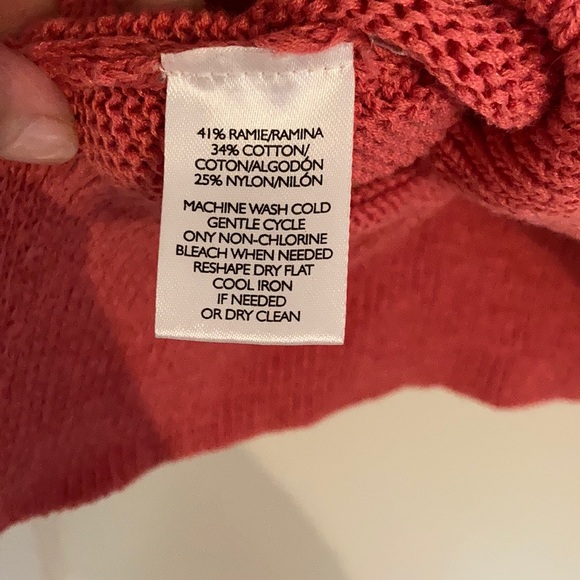 41% RAMIE/RAMINA
34% COTTON/
COTON/ALGODÓN
25% NYLON/NILÓN
MACHINE WASH COLD
GENTLE CYCLE
ONY NON-CHLORINE
BLEACH WHEN NEEDED
RESHAPE DRY FLAT
COOL IRON
IF NEEDED
OR DRY CLEAN